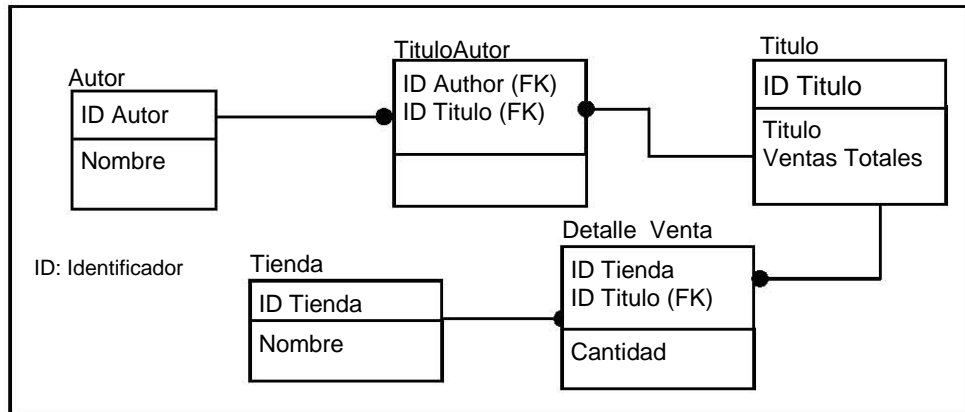 Autor
ID Autor
Nombre
TituloAutor
ID Author (FK)
ID Titulo (FK)
Titulo
ID Titulo
Titulo
Ventas Totales
ID: Identificador
Tienda
ID Tienda
Nombre
Detalle Venta
ID Tienda
ID Titulo (FK)
Cantidad